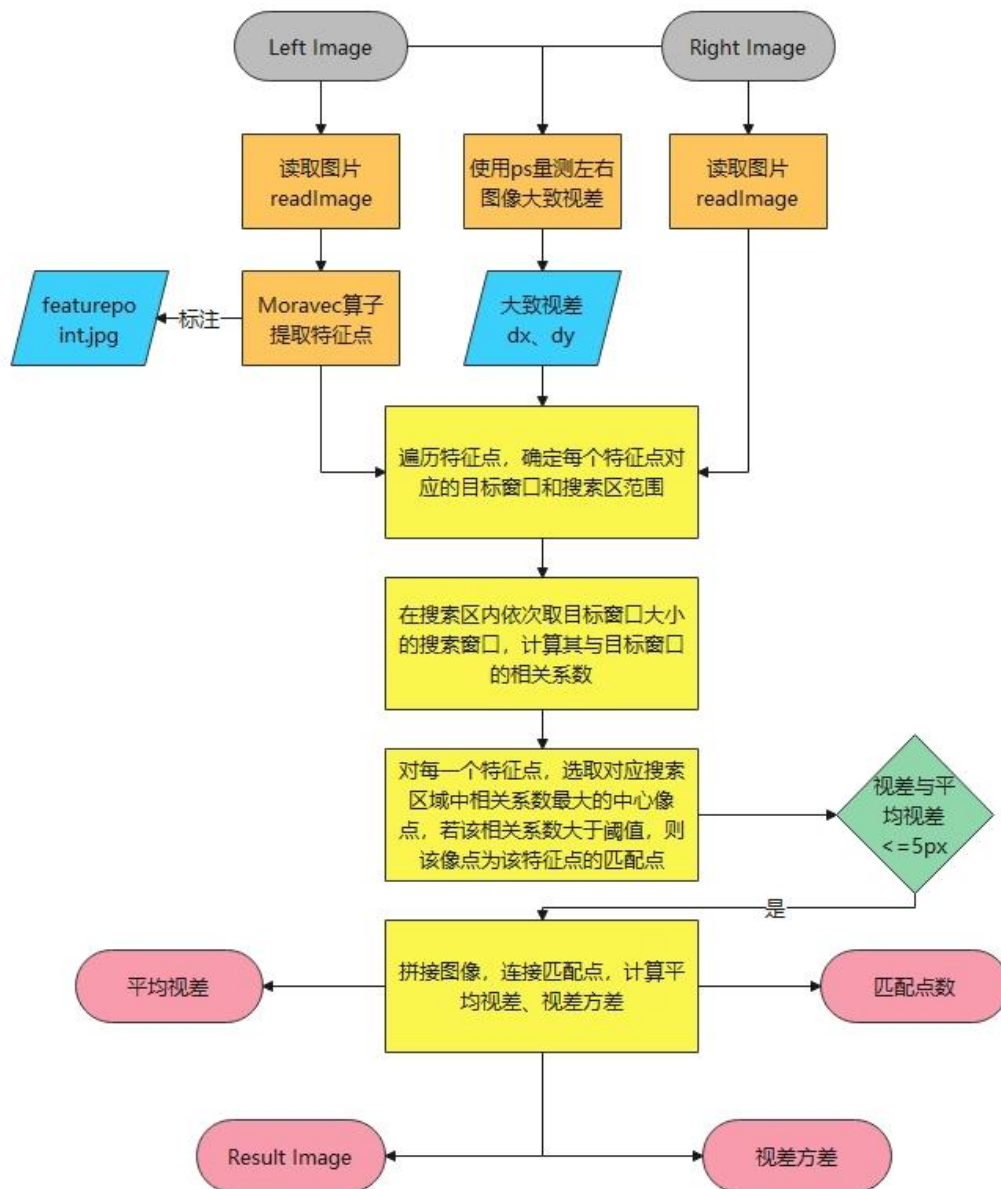 Left Image
Right Image
读取图片
readImage
使用ps量测左右
图像大致视差
读取图片
readImage
featurepo
int.jpg
标注
Moravec算子
提取特征点
大致视差
dx、dy
遍历特征点，确定每个特征点对
应的目标窗口和搜索区范围
在搜索区内依次取目标窗口大小
的搜索窗口，计算其与目标窗口
的相关系数
对每一个特征点，选取对应搜索
区域中相关系数最大的中心像
点，若该相关系数大于阈值，则
该像点为该特征点的匹配点
视差与平
均视差
<=5px
是
平均视差
拼接图像，连接匹配点，计算平
均视差、视差方差
匹配点数
Result Image
视差方差